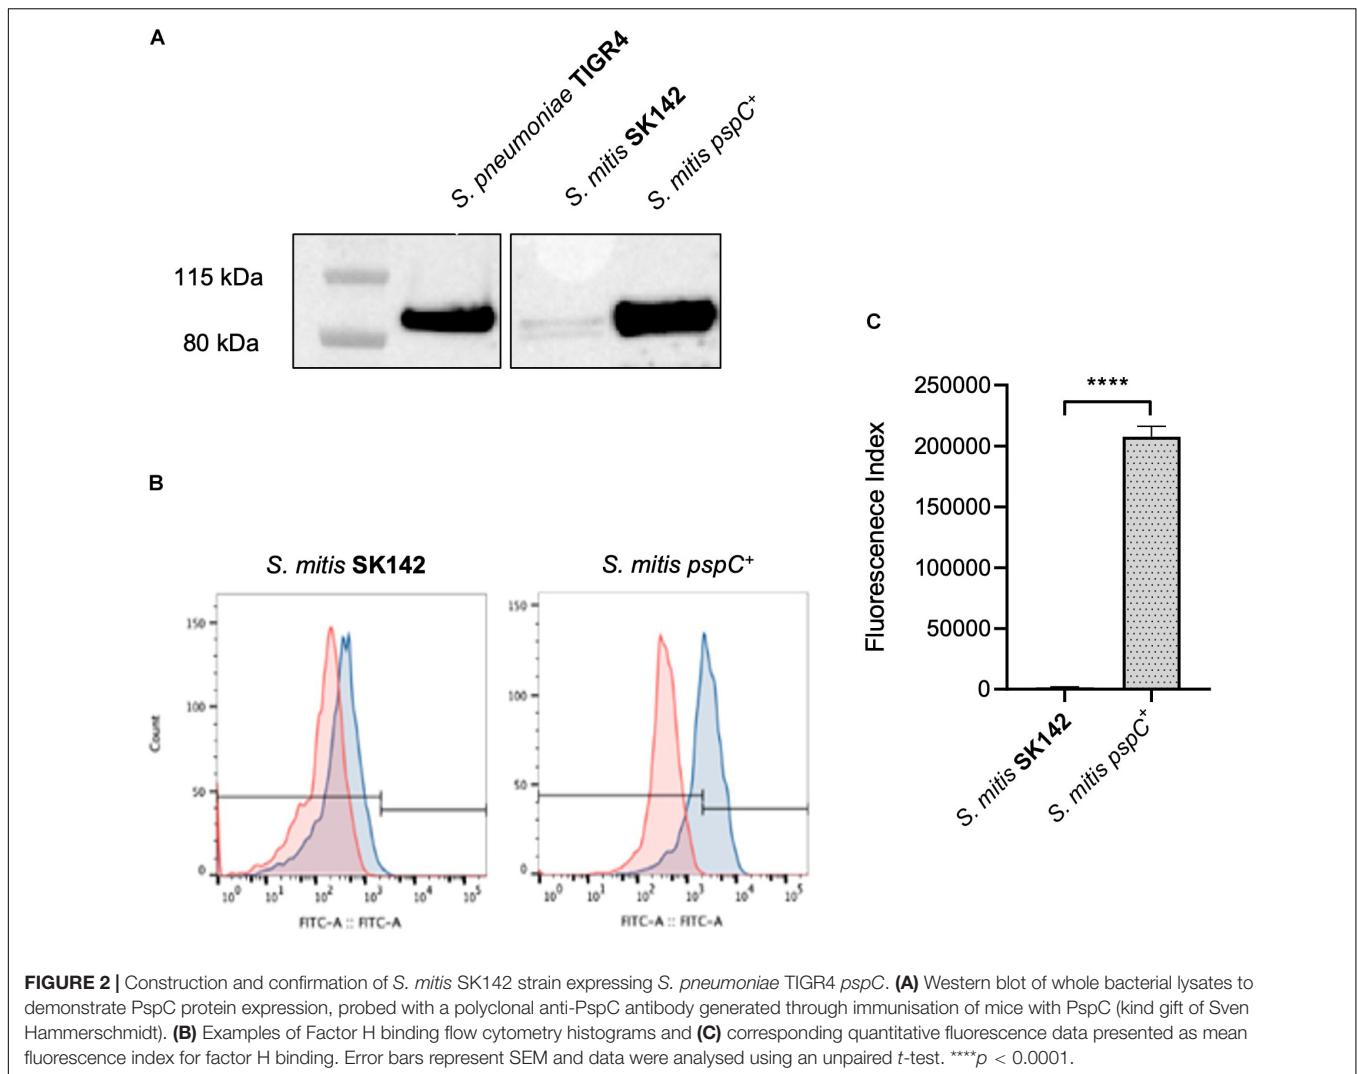 A
S. pneumoniae TIGR4
S. mitis SK142
S. mitis pspC+
115 kDa
80 kDa
C
****
250000
200000
150000
100000
50000
0
Fluorescenece Index
S. mitis SK142
S. mitis pspC+
B
S. mitis SK142
150
100
50
0
Count
10^0 10^1 10^2 10^3 10^4 10^5
FITC-A :: FITC-A
S. mitis pspC+
150
100
50
0
10^0 10^1 10^2 10^3 10^4 10^5
FITC-A :: FITC-A
FIGURE 2 | Construction and confirmation of S. mitis SK142 strain expressing S. pneumoniae TIGR4 pspC. (A) Western blot of whole bacterial lysates to
demonstrate PspC protein expression, probed with a polyclonal anti-PspC antibody generated through immunisation of mice with PspC (kind gift of Sven
Hammerschmidt). (B) Examples of Factor H binding flow cytometry histograms and (C) corresponding quantitative fluorescence data presented as mean
fluorescence index for factor H binding. Error bars represent SEM and data were analysed using an unpaired t-test. ****p < 0.0001.